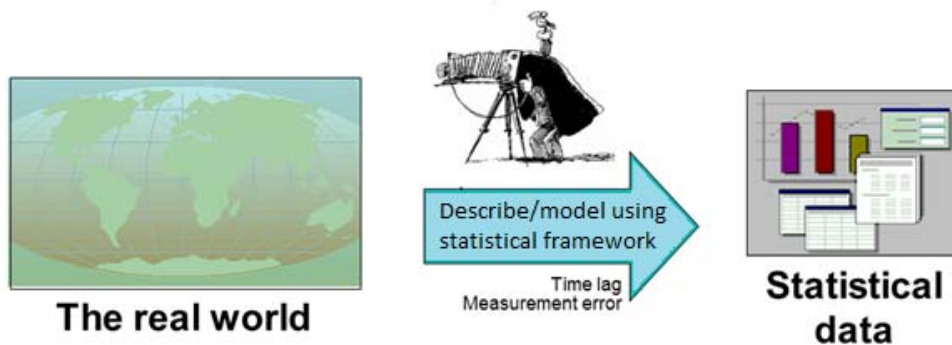 The real world
Describe/model using
statistical framework
Time lag
Measurement error
Statistical
data